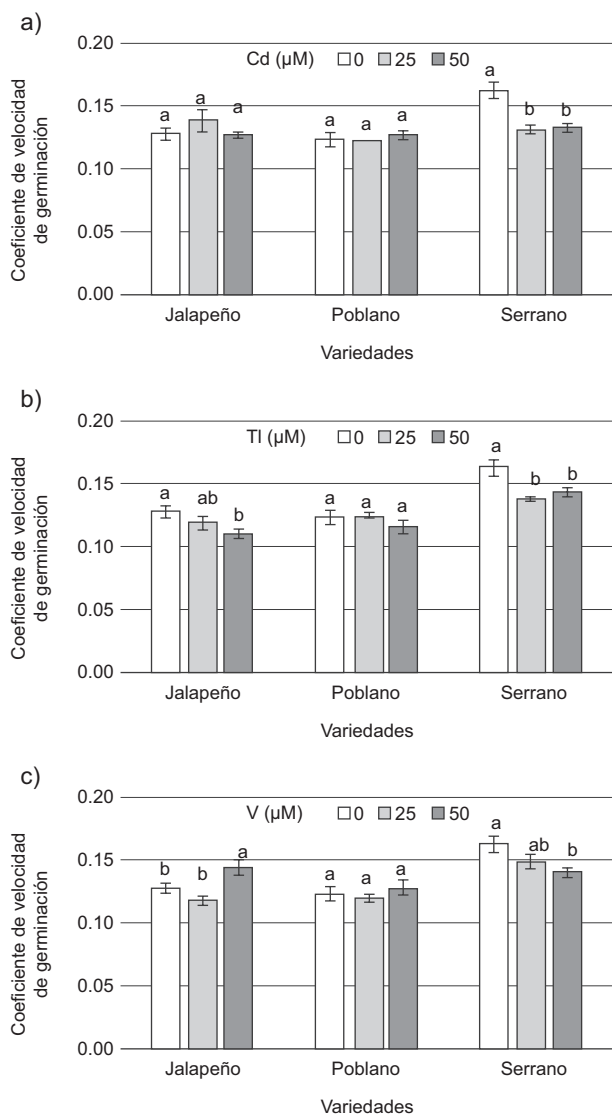 a)
0.20
Cd (µM) 0 25 50
a
a
a
a
0.15
a
a
a
b
b
0.10
0.05
0.00
Coeficiente de velocidad
de germinación
Jalapeño Poblano Serrano
Variedades
b)
0.20
Tl (µM) 0 25 50
a
0.15
a
ab
b
a
a
a
b
b
0.10
0.05
0.00
Coeficiente de velocidad
de germinación
Jalapeño Poblano Serrano
Variedades
c)
0.20
V (µM) 0 25 50
a
0.15
b
b
a
a
a
a
ab
b
0.10
0.05
0.00
Coeficiente de velocidad
de germinación
Jalapeño Poblano Serrano
Variedades